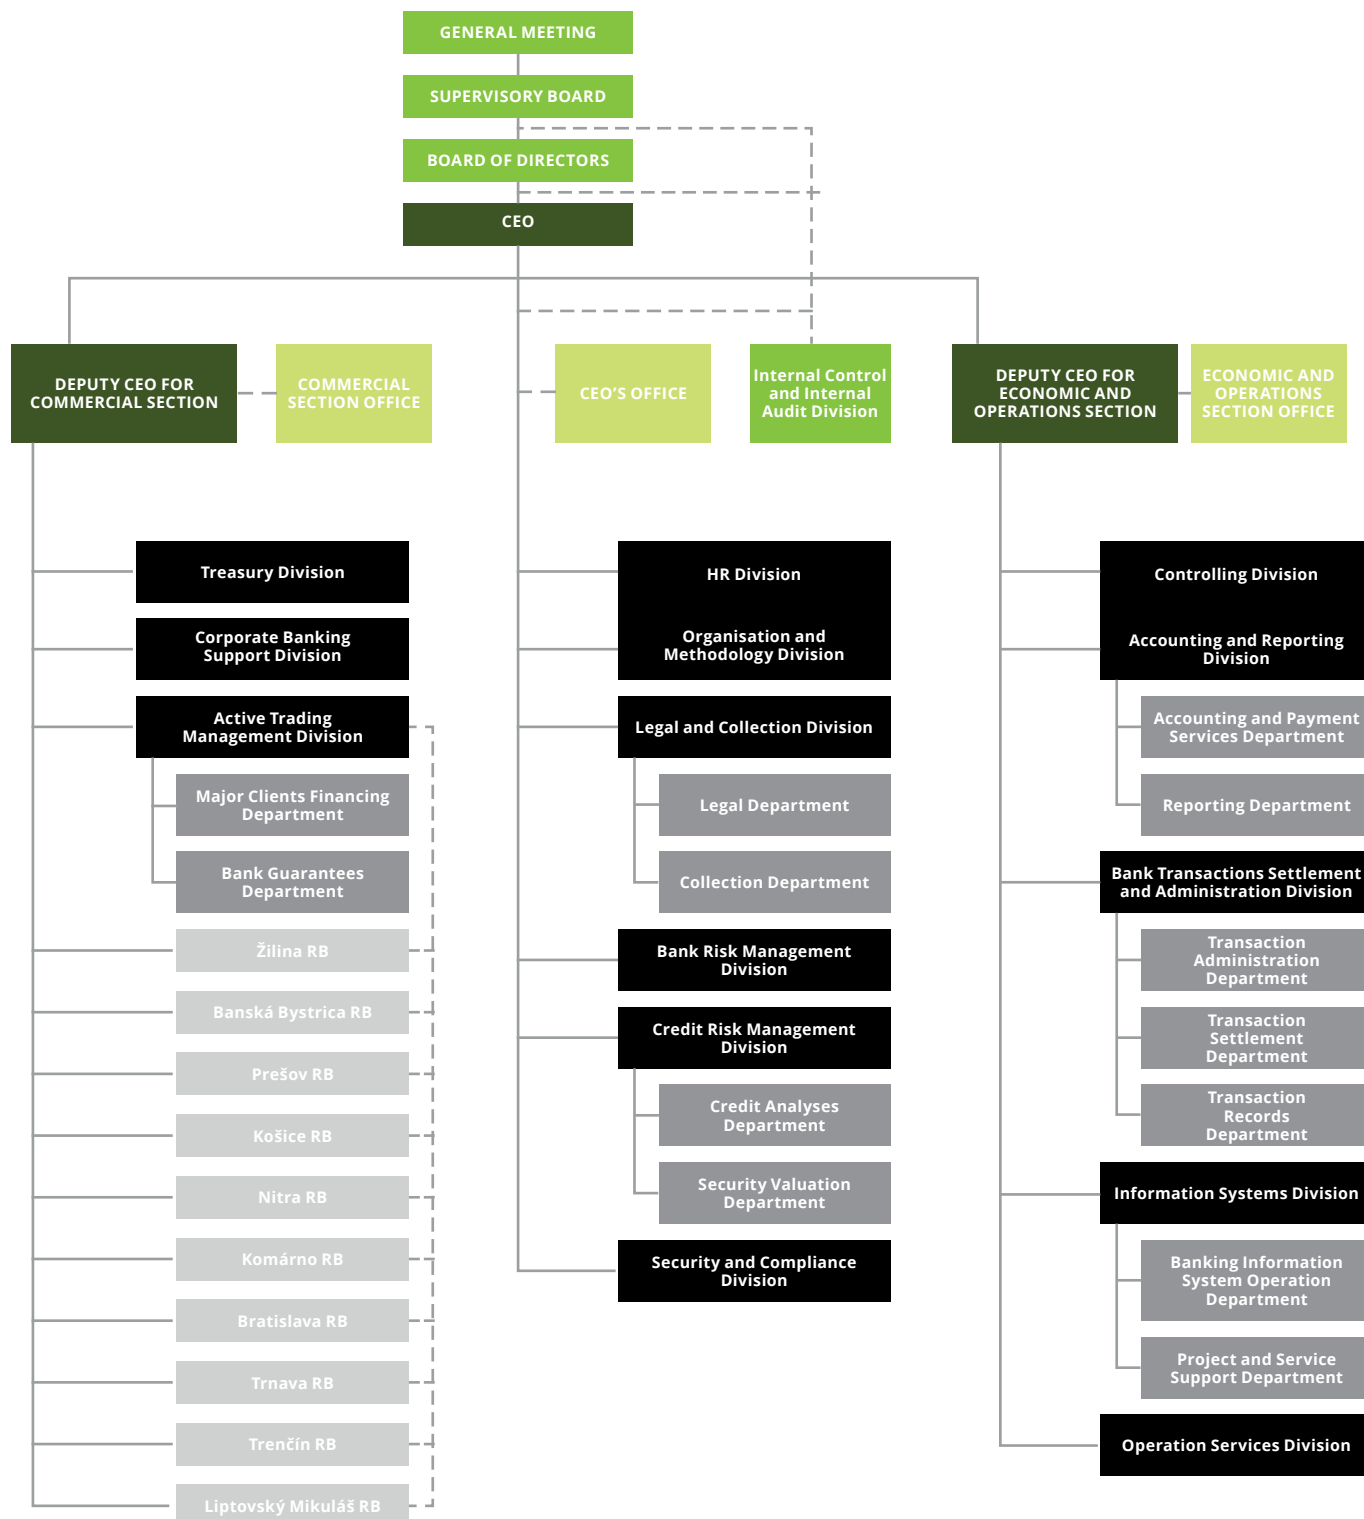 GENERAL MEETING
SUPERVISORY BOARD
BOARD OF DIRECTORS
CEO
DEPUTY CEO FOR
COMMERCIAL SECTION
COMMERCIAL
SECTION OFFICE
CEO’S OFFICE
Internal Control
and Internal
Audit Division
DEPUTY CEO FOR
ECONOMIC AND
OPERATIONS SECTION
ECONOMIC AND
OPERATIONS
SECTION OFFICE
Treasury Division
Corporate Banking
Support Division
Active Trading
Management Division
Major Clients Financing
Department
Bank Guarantees
Department
Žilina RB
Banská Bystrica RB
Prešov RB
Košice RB
Nitra RB
Komárno RB
Bratislava RB
Trnava RB
Trenčín RB
Liptovský Mikuláš RB
HR Division
Organisation and
Methodology Division
Legal and Collection Division
Legal Department
Collection Department
Bank Risk Management
Division
Credit Risk Management
Division
Credit Analyses
Department
Security Valuation
Department
Security and Compliance
Division
Controlling Division
Accounting and Reporting
Division
Accounting and Payment
Services Department
Reporting Department
Bank Transactions Settlement
and Administration Division
Transaction
Administration
Department
Transaction
Settlement
Department
Transaction
Records
Department
Information Systems Division
Banking Information
System Operation
Department
Project and Service
Support Department
Operation Services Division